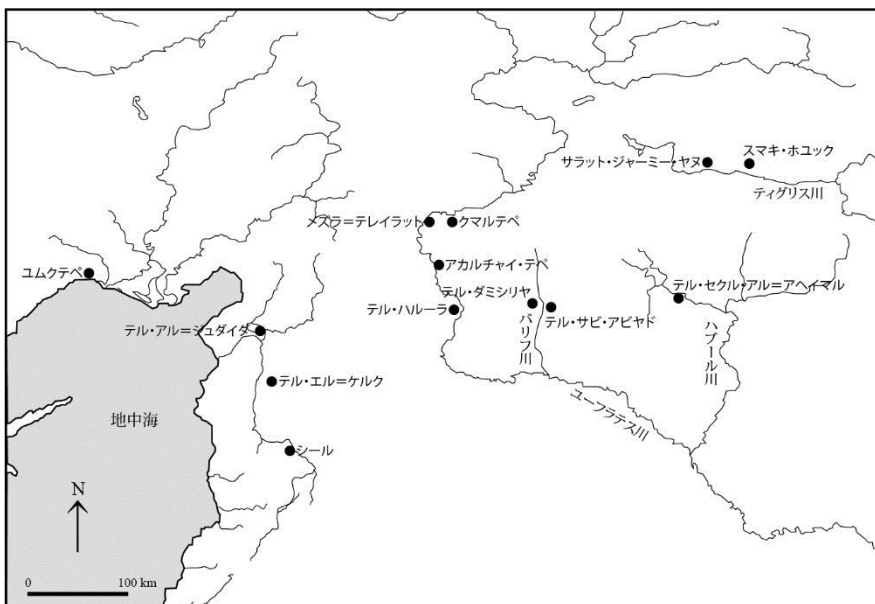 スマキ・ホユック
サラット・ジャーミー・ヤヌ
ティグリス川
メズラ=テレイラット
クマルテペ
ユムクテペ
アカルチャイ・テペ
テル・ダミシリヤ
テル・セクル・アル=アヘイマル
テル・ハルーラ
テル・サビ・アビヤド
バリフ川
ハブール川
テル・アル=ジュダイダ
テル・エル=ケルク
ユーフラテス川
地中海
シール
N
0 100 km